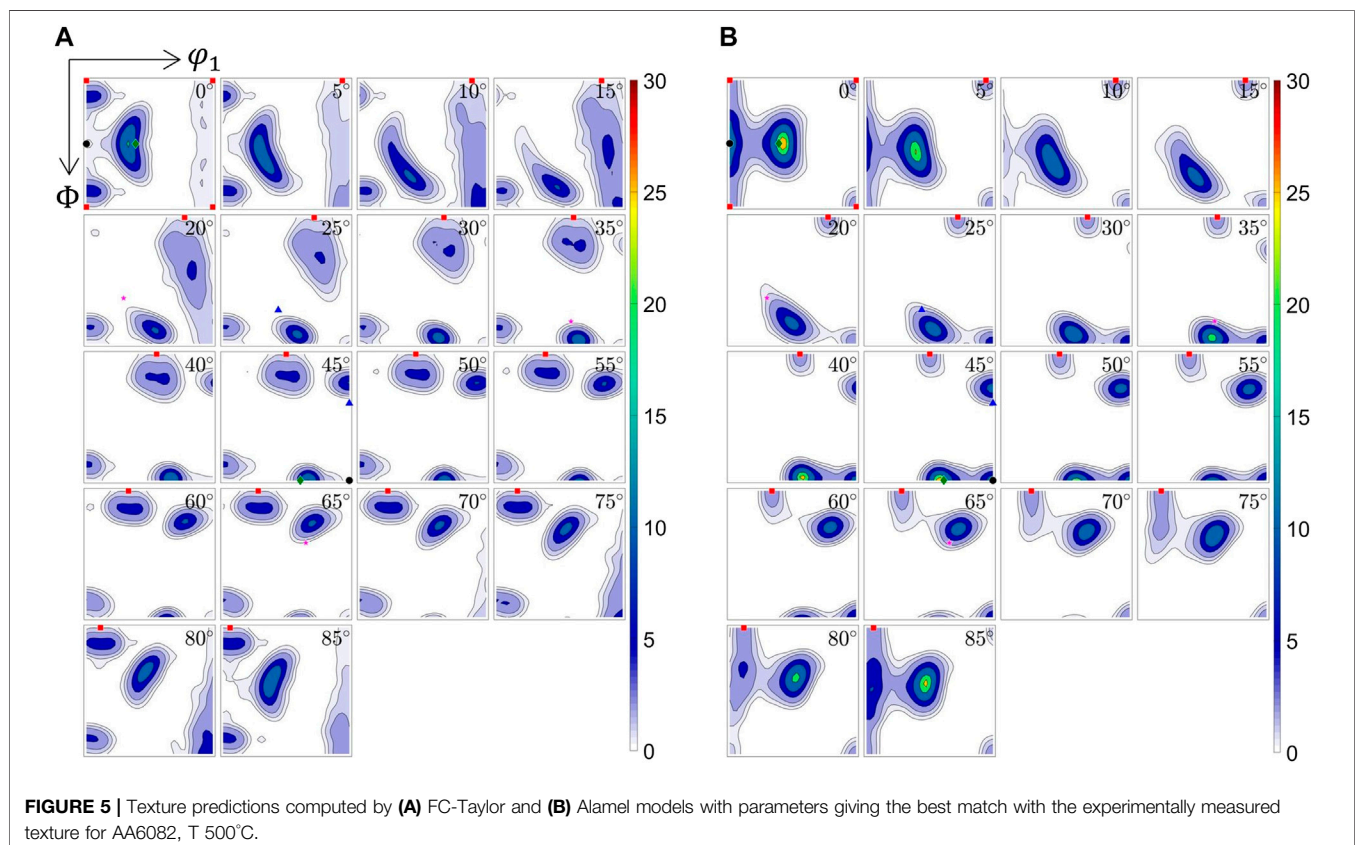 A
B
φ₁
Φ
0° 5° 10° 15°
20° 25° 30° 35°
40° 45° 50° 55°
60° 65° 70° 75°
80° 85°
30
25
20
15
10
5
0
0° 5° 10° 15°
20° 25° 30° 35°
40° 45° 50° 55°
60° 65° 70° 75°
80° 85°
30
25
20
15
10
5
0
FIGURE 5 | Texture predictions computed by (A) FC-Taylor and (B) Alamel models with parameters giving the best match with the experimentally measured
texture for AA6082, T 500°C.